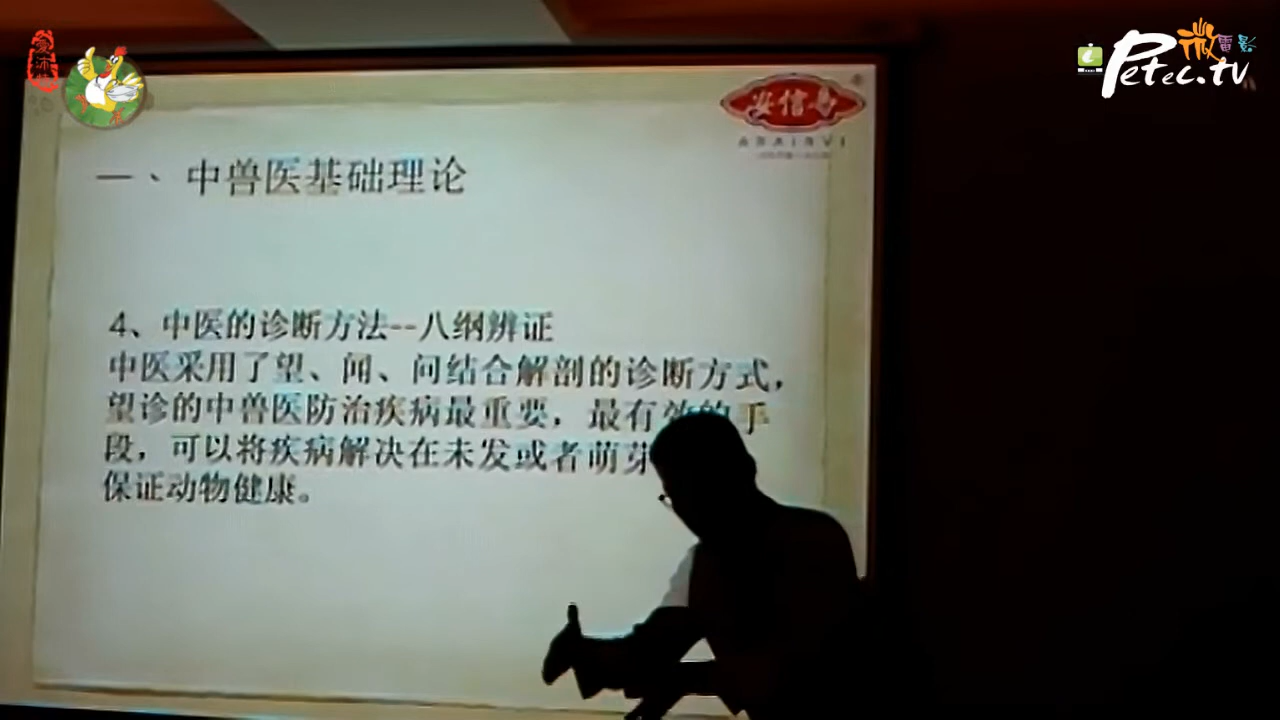 微電影
Petec.tv
安信粤
一、中兽医基础理论
4、中医的诊断方法--八纲辨证
中医采用了望、闻、问结合解剖的诊断方式，
望诊的中兽医防治疾病最重要，最有效的手
段，可以将疾病解决在未发或者萌芽
保证动物健康。